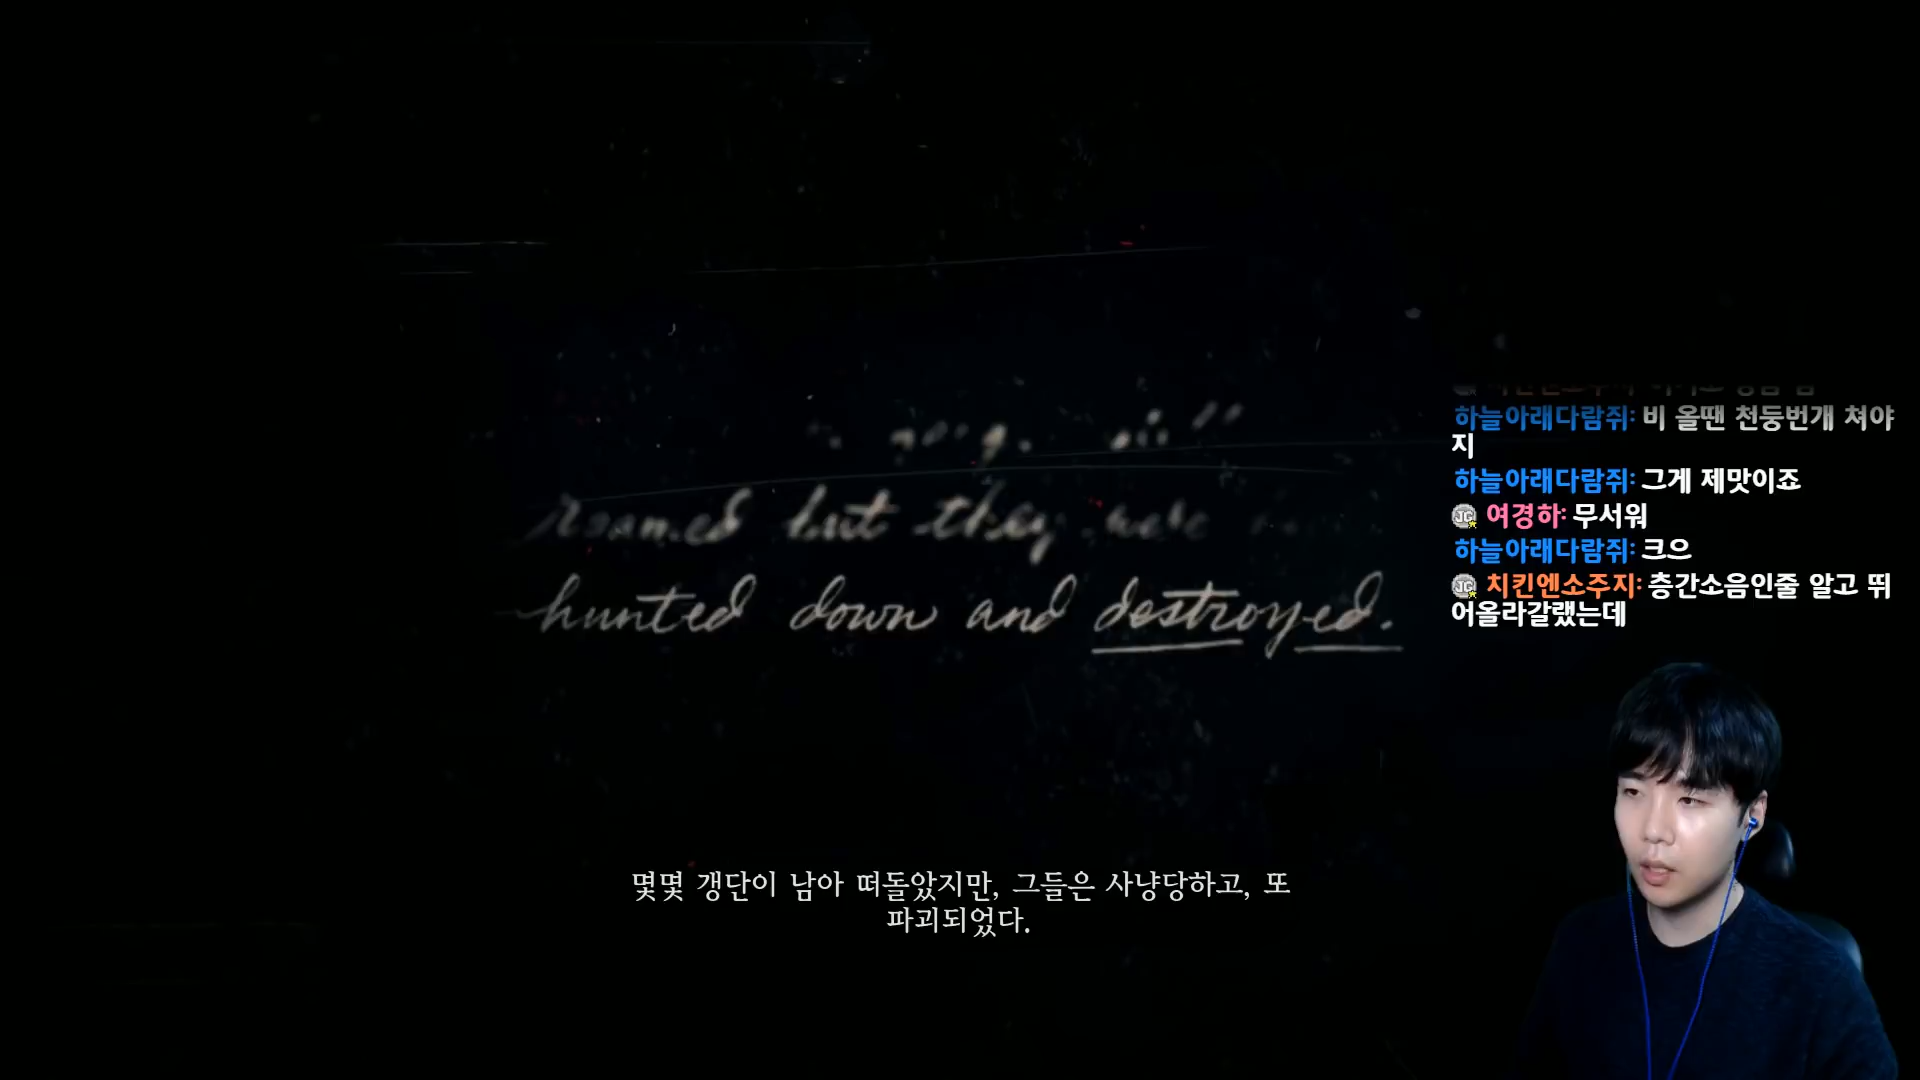 roamed but they were
hunted down and destroyed.
몇몇 갱단이 남아 떠돌았지만, 그들은 사냥당하고, 또
파괴되었다.
하늘아래다람쥐: 비 올땐 천둥번개 쳐야
지
하늘아래다람쥐: 그게 제맛이죠
여경하: 무서워
하늘아래다람쥐: 크으
치킨엔소주지: 층간소음인줄 알고 뛰
어올라갈랬는데